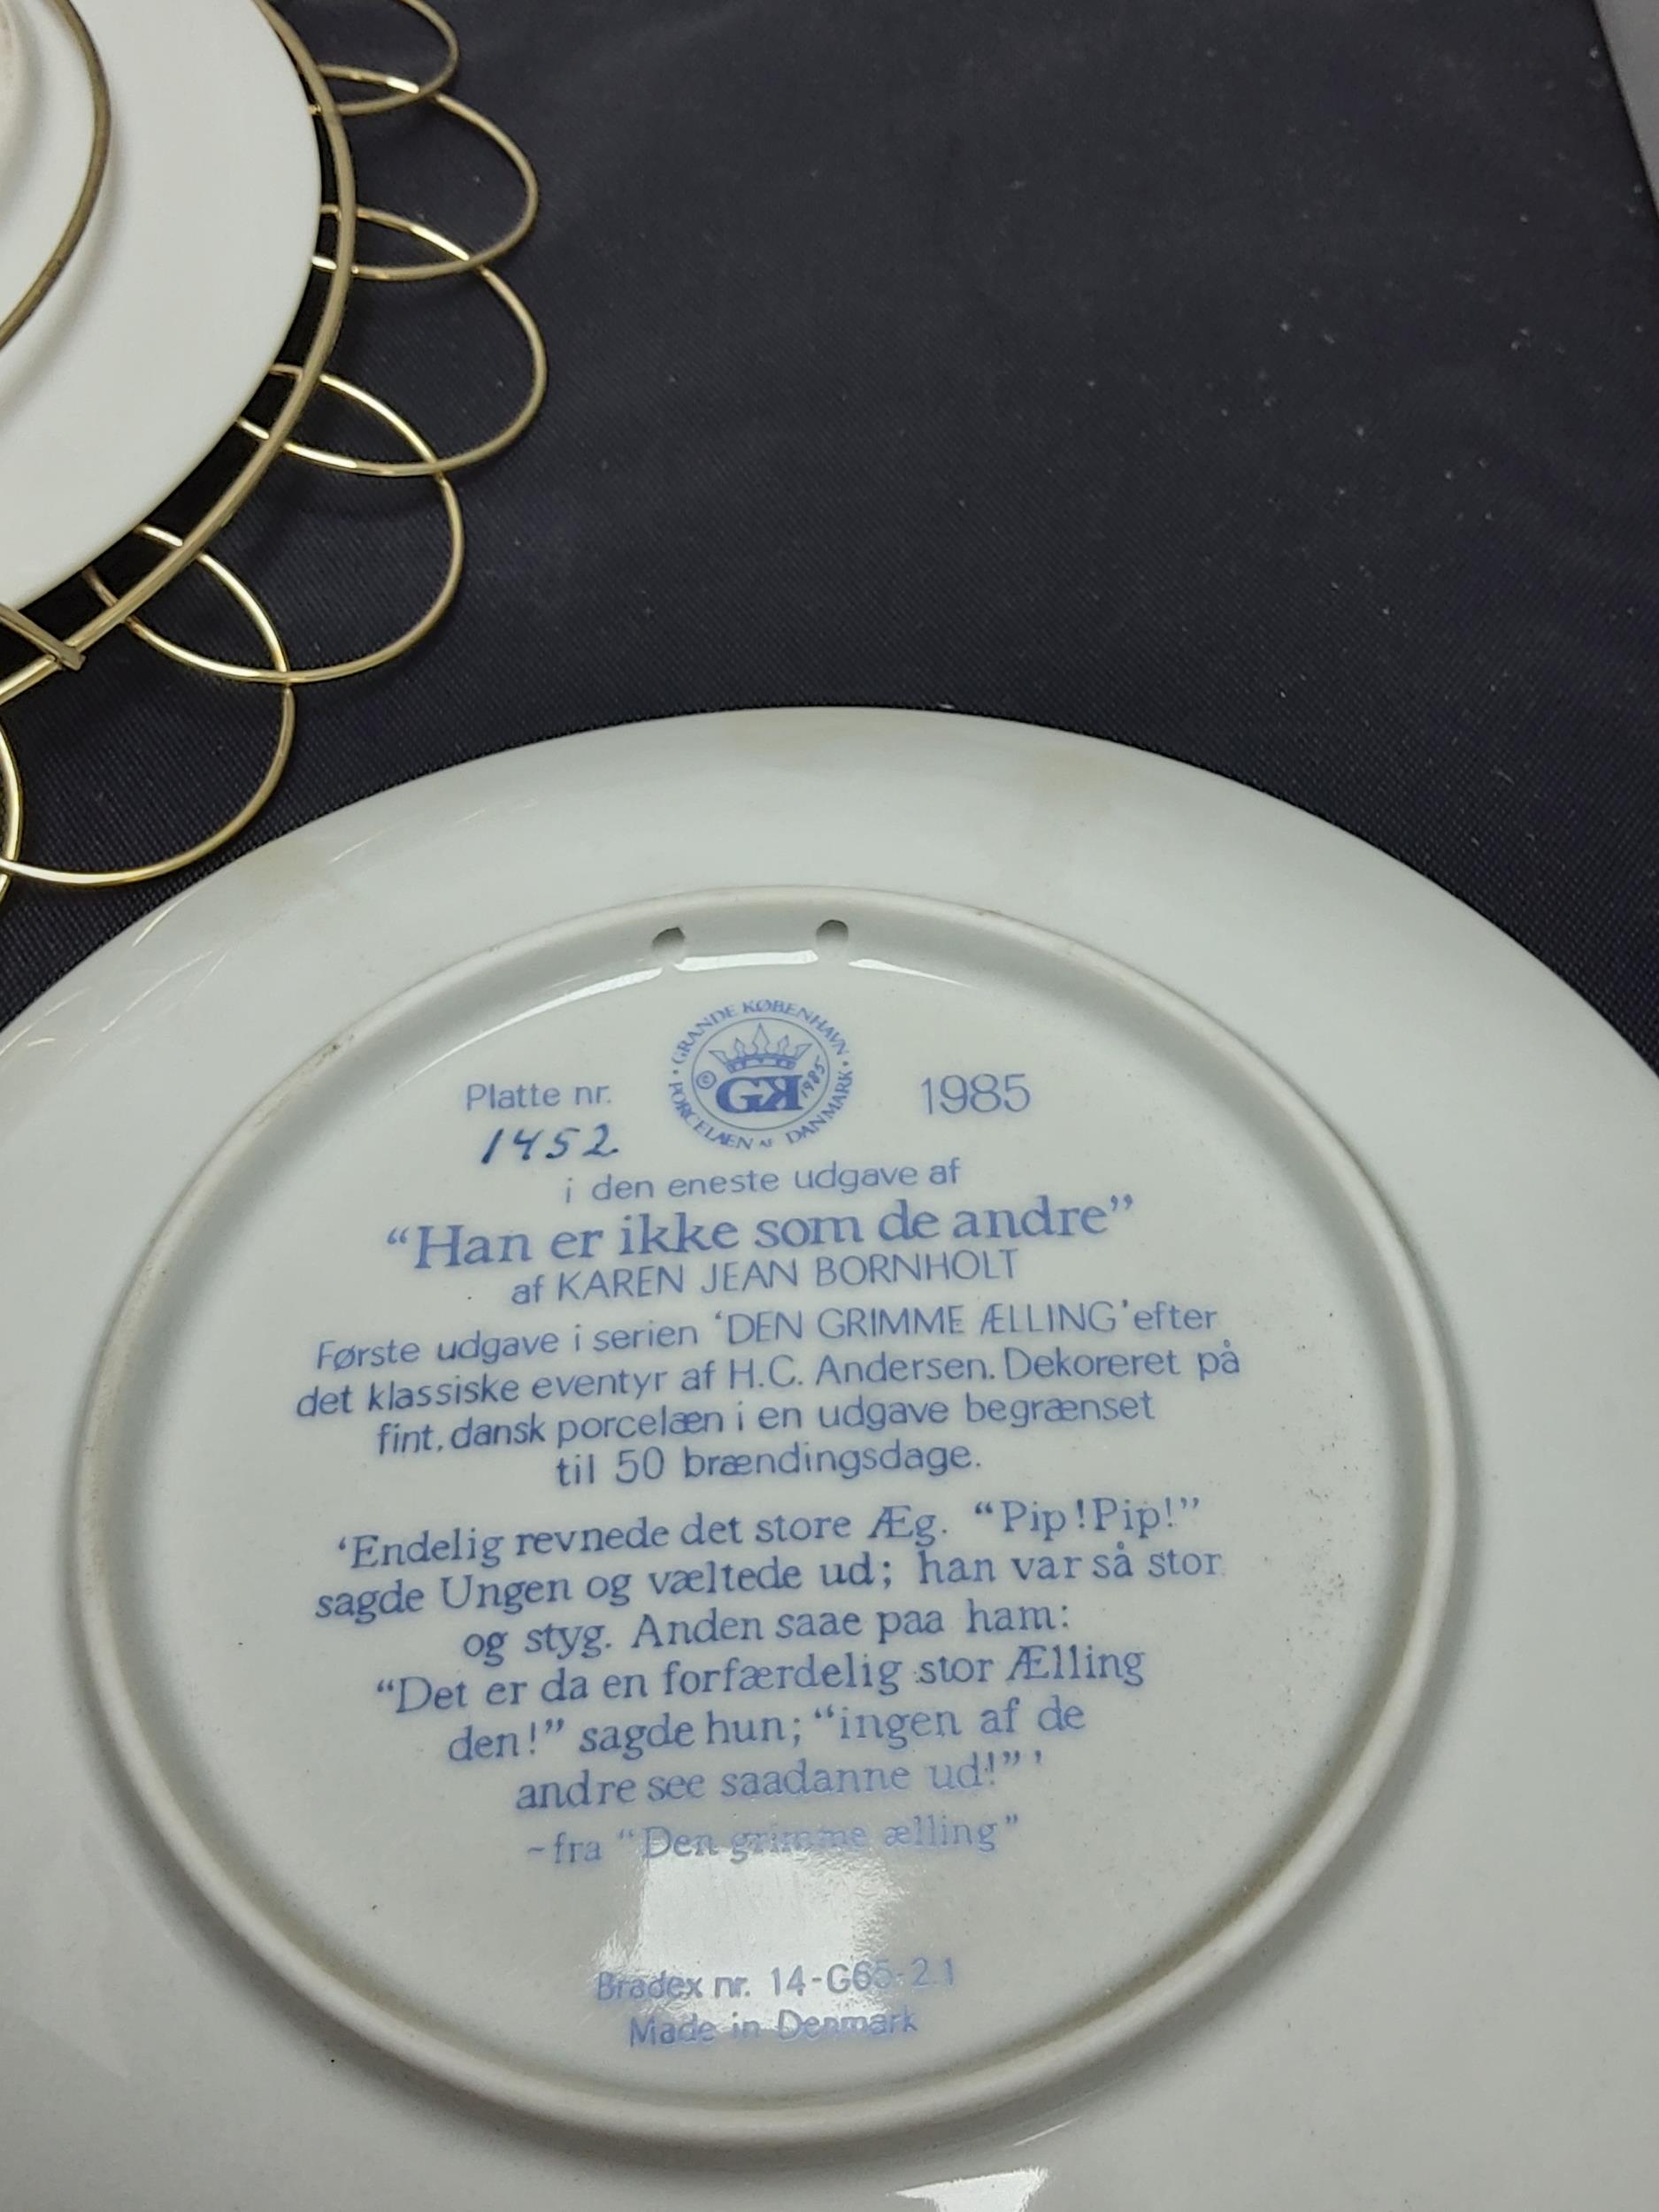 GRANDE KØBENHAVN
© GK 1985
PORCELÆN AF DANMARK
Platte nr.
1452
1985
i den eneste udgave af
“Han er ikke som de andre”
af KAREN JEAN BORNHOLT
Første udgave i serien ‘DEN GRIMME ÆLLING’ efter
det klassiske eventyr af H.C. Andersen. Dekoreret på
fint, dansk porcelæn i en udgave begrænset
til 50 brændingsdage.
‘Endelig revnede det store Æg. “Pip!Pip!”
sagde Ungen og væltede ud; han var så stor
og styg. Anden saae paa ham:
“Det er da en forfærdelig stor Ælling
den!” sagde hun; “ingen af de
andre see saadanne ud!”’
~fra “Den grimme ælling”
Bradex nr. 14-G65-2.1
Made in Denmark